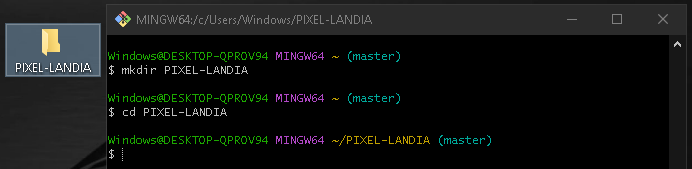 MINGW64:/c/Users/Windows/PIXEL-LANDIA
PIXEL-LANDIA
Windows@DESKTOP-QPROV94 MINGW64 ~ (master)
$ mkdir PIXEL-LANDIA
Windows@DESKTOP-QPROV94 MINGW64 ~ (master)
$ cd PIXEL-LANDIA
Windows@DESKTOP-QPROV94 MINGW64 ~/PIXEL-LANDIA (master)
$